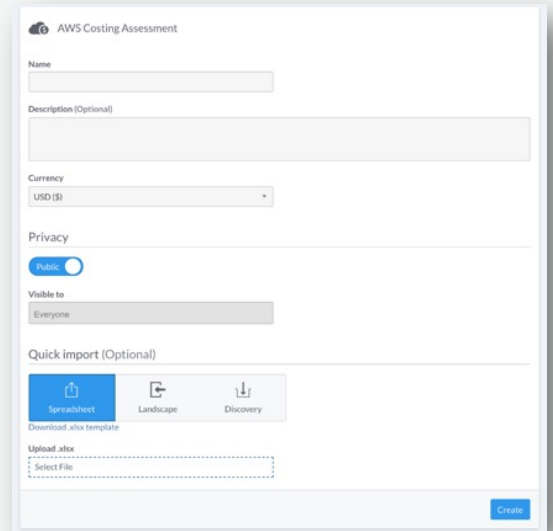 AWS Costing Assessment
Name
Description (Optional)
Currency
USD ($)
Privacy
Public
Visible to
Everyone
Quick import (Optional)
Spreadsheet Landscape Discovery
Download .xlsx template
Upload .xlsx
Select File
Create